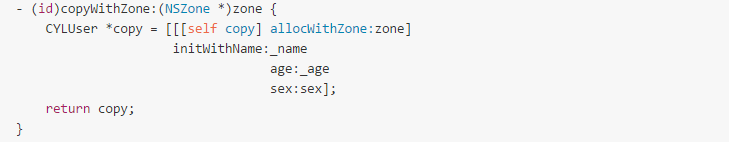 - (id)copyWithZone:(NSZone *)zone {
    CYLUser *copy = [[[self copy] allocWithZone:zone]
                     initWithName:_name
                                  age:_age
                                  sex:sex];
    return copy;
}